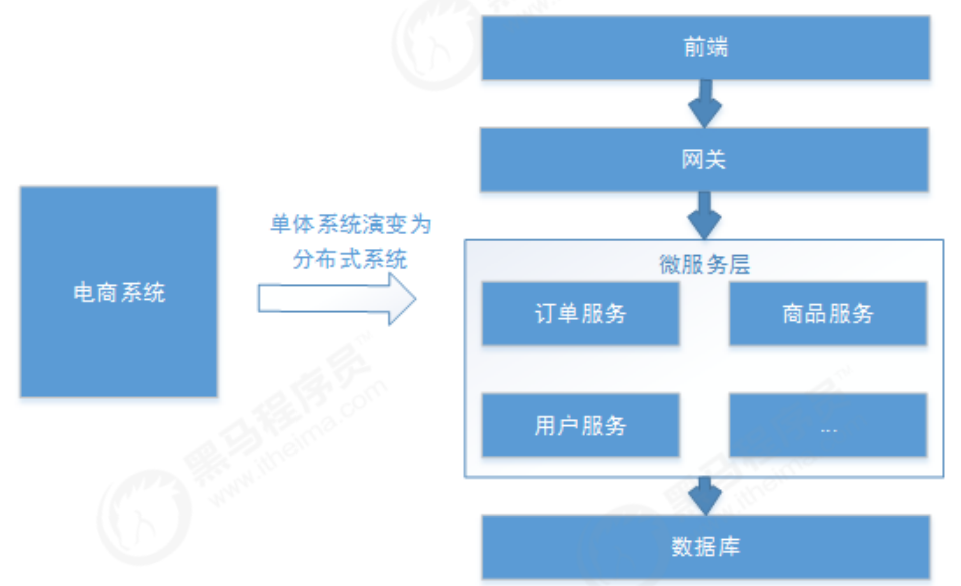 前端
网关
电商系统
单体系统演变为
分布式系统
微服务层
订单服务
商品服务
用户服务
...
数据库
黑马程序员™
www.itheima.com